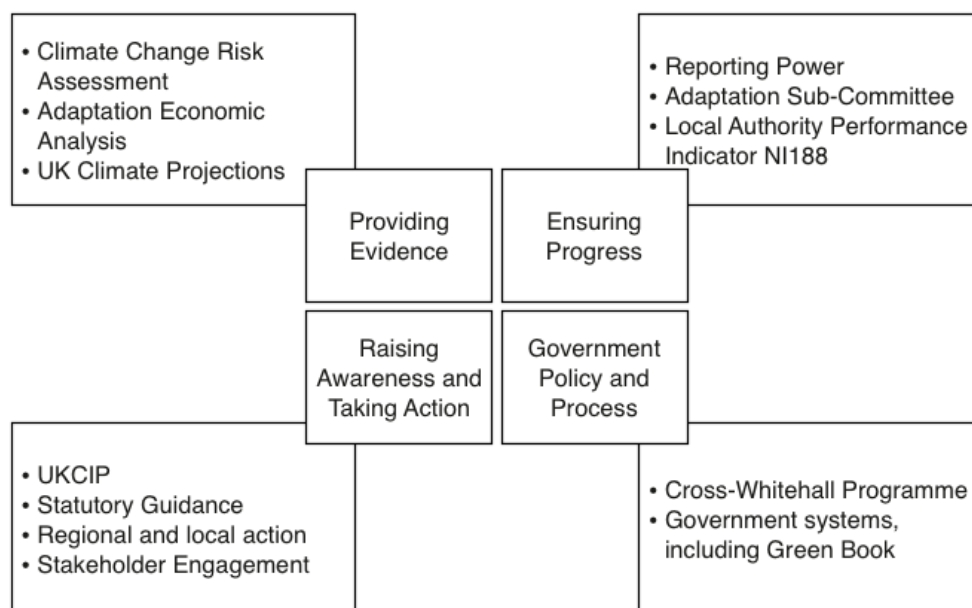 • Climate Change Risk
Assessment
• Adaptation Economic
Analysis
• UK Climate Projections
• Reporting Power
• Adaptation Sub-Committee
• Local Authority Performance
Indicator NI188
Providing
Evidence
Ensuring
Progress
Raising
Awareness and
Taking Action
Government
Policy and
Process
• UKCIP
• Statutory Guidance
• Regional and local action
• Stakeholder Engagement
• Cross-Whitehall Programme
• Government systems,
including Green Book